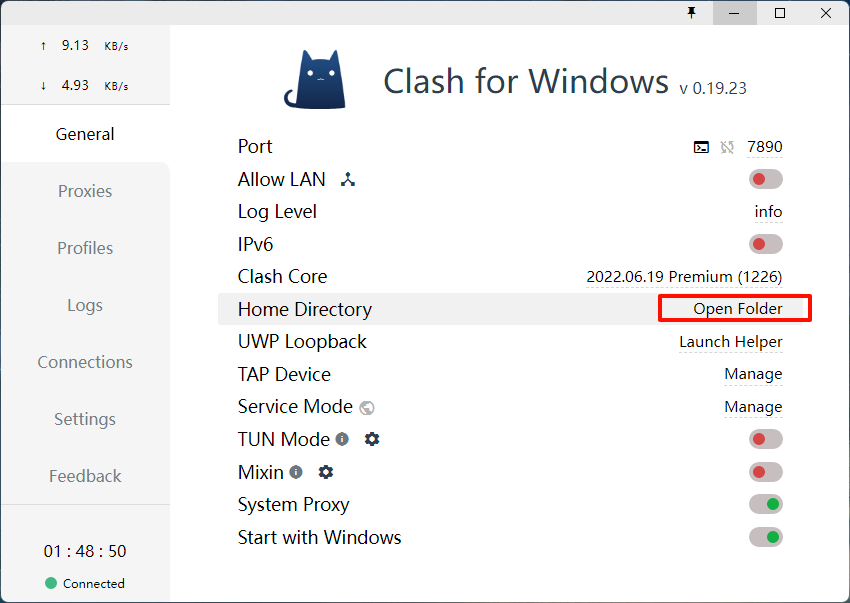 ↑ 9.13 KB/s
↓ 4.93 KB/s
General
Proxies
Profiles
Logs
Connections
Settings
Feedback
01 : 48 : 50
Connected
Clash for Windows v 0.19.23
Port 7890
Allow LAN
Log Level info
IPv6
Clash Core 2022.06.19 Premium (1226)
Home Directory Open Folder
UWP Loopback Launch Helper
TAP Device Manage
Service Mode Manage
TUN Mode
Mixin
System Proxy
Start with Windows